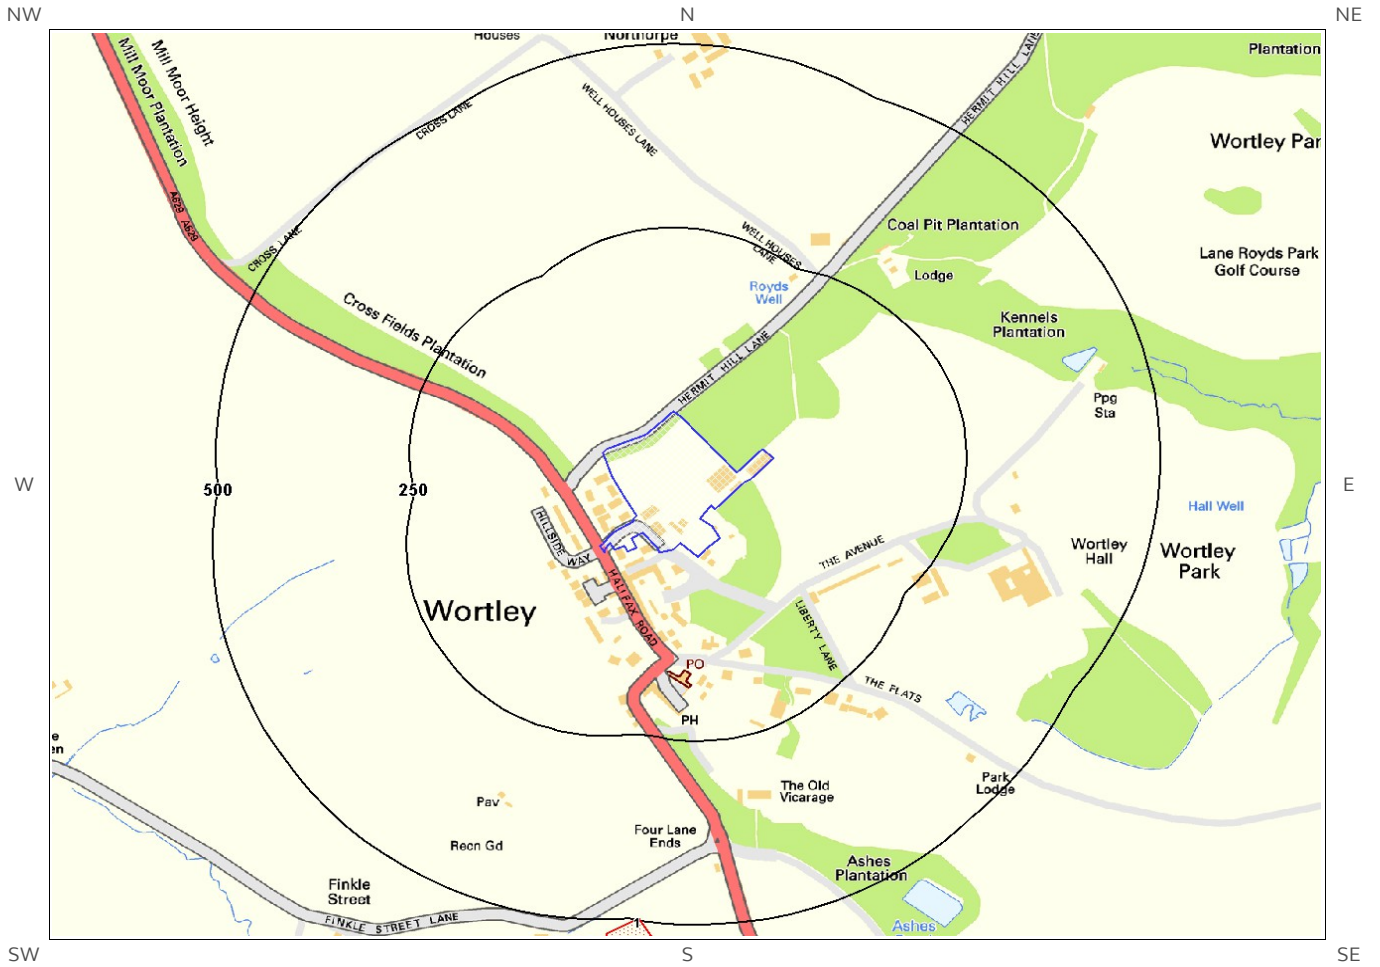 NW
N
NE
Houses
Northorpe
Plantation
Mill Moor Height
Mill Moor Plantation
HERMIT HILL LANE
CROSS LANE
WELL HOUSES LANE
Wortley Par
A629 A629
Coal Pit Plantation
WELL HOUSES
LANE
CROSS LANE
Lane Royds Park
Golf Course
Lodge
Royds
Well
Cross Fields Plantation
Kennels
Plantation
HERMIT HILL LANE
Ppg
Sta
W
500
250
E
Hall Well
HILLSIDE WAY
THE AVENUE
Wortley
Hall
Wortley
Park
Wortley
HALIFAX ROAD
LIBERTY LANE
PO
THE FLATS
PH
e
en
The Old
Vicarage
Park
Lodge
Pav
Four Lane
Ends
Recn Gd
Ashes
Plantation
Finkle
Street
FINKLE STREET LANE
1
Ashes
SW
S
SE